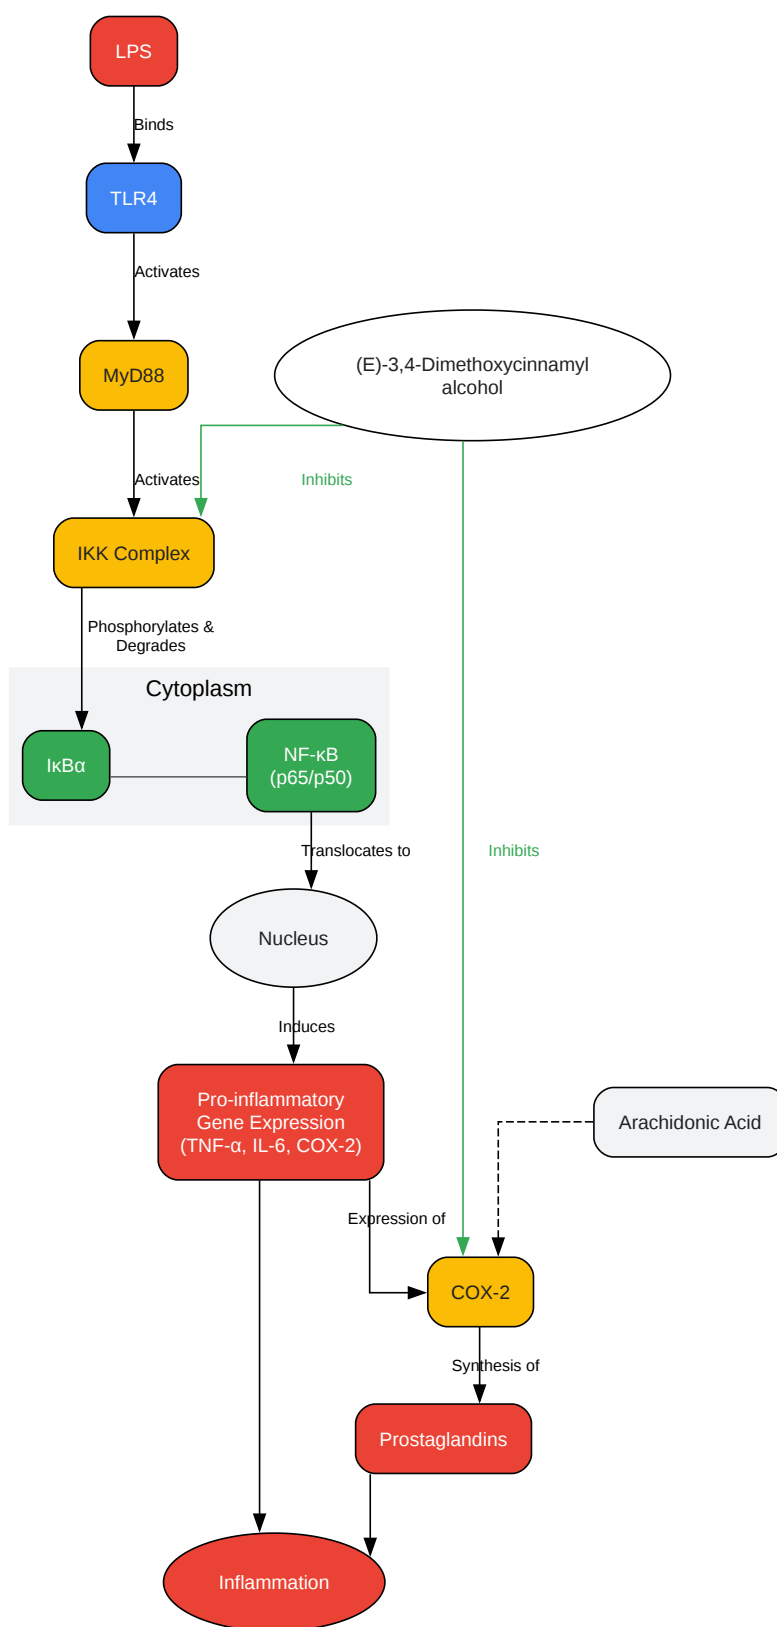 LPS
Binds
TLR4
Activates
MyD88
(E)-3,4-Dimethoxycinnamyl
alcohol
Activates
Inhibits
IKK Complex
Phosphorylates &
Degrades
Cytoplasm
IκBα
NF-κB
(p65/p50)
Translocates to
Inhibits
Nucleus
Induces
Pro-inflammatory
Gene Expression
(TNF-α, IL-6, COX-2)
Arachidonic Acid
Expression of
COX-2
Synthesis of
Prostaglandins
Inflammation